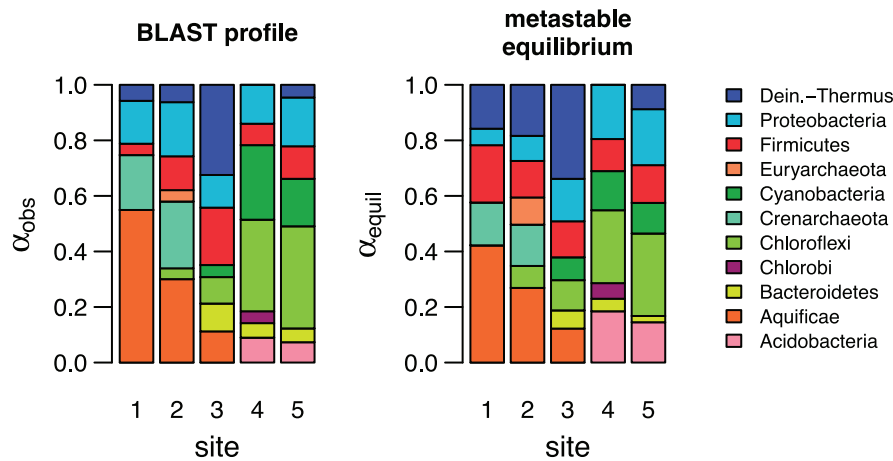 BLAST profile
αobs
1.0
0.8
0.6
0.4
0.2
0.0
1 2 3 4 5
site
metastable
equilibrium
αequil
1.0
0.8
0.6
0.4
0.2
0.0
1 2 3 4 5
site
Dein.−Thermus
Proteobacteria
Firmicutes
Euryarchaeota
Cyanobacteria
Crenarchaeota
Chloroflexi
Chlorobi
Bacteroidetes
Aquificae
Acidobacteria